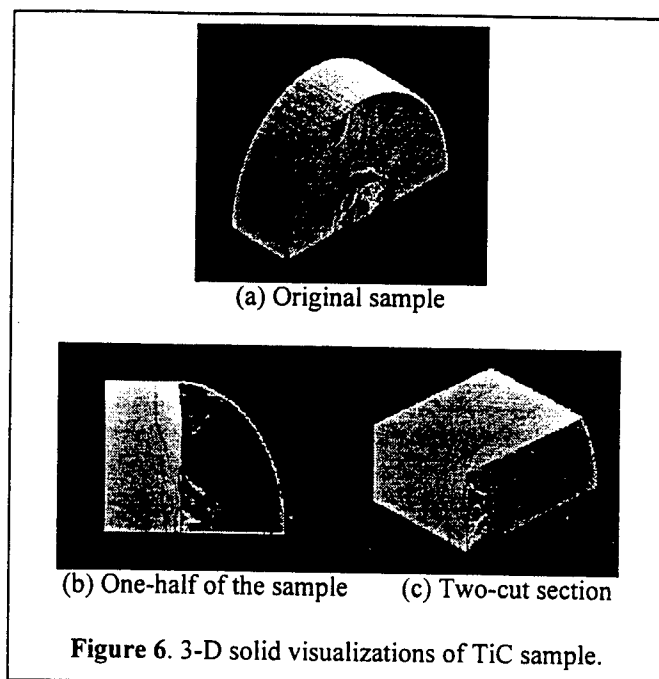 (a) Original sample
(b) One-half of the sample
(c) Two-cut section
Figure 6. 3-D solid visualizations of TiC sample.